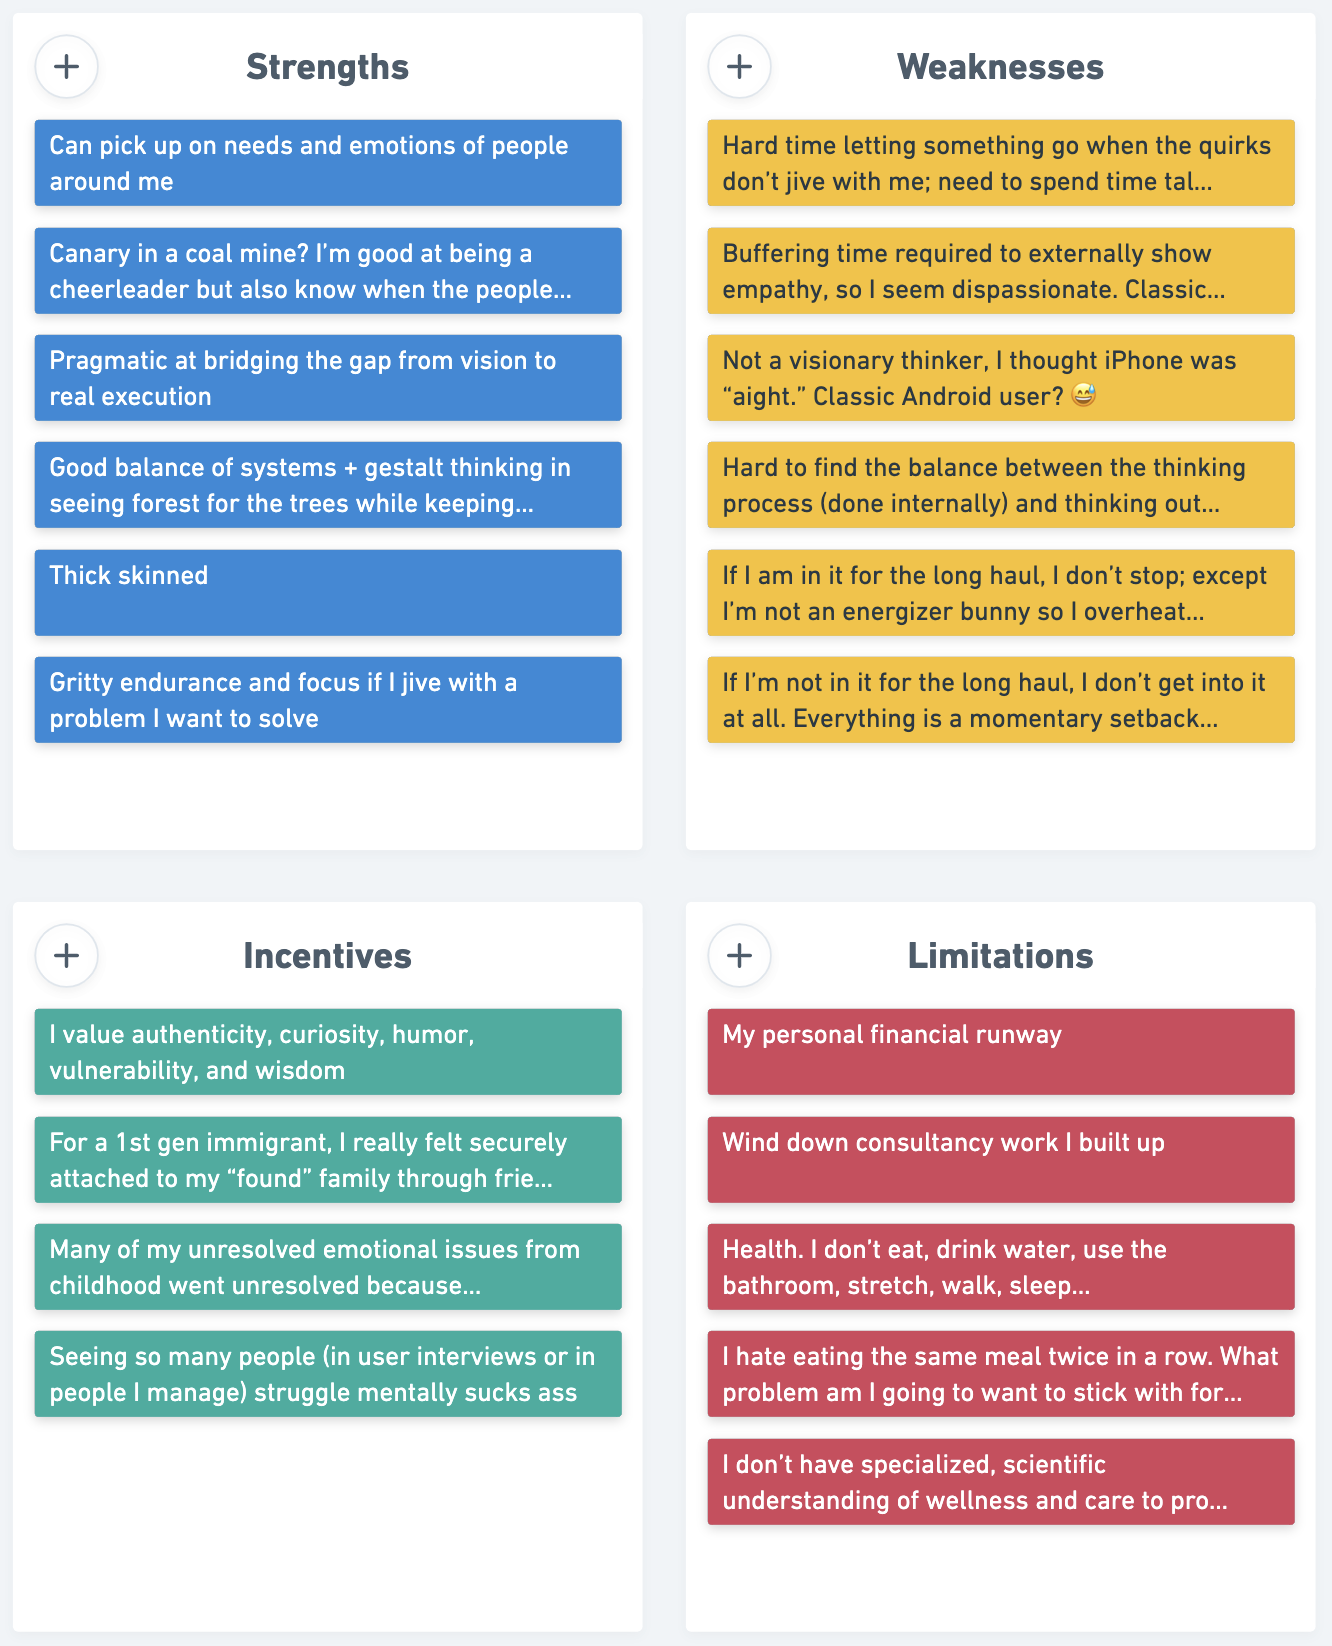 Strengths
Can pick up on needs and emotions of people
around me
Canary in a coal mine? I’m good at being a
cheerleader but also know when the people...
Pragmatic at bridging the gap from vision to
real execution
Good balance of systems + gestalt thinking in
seeing forest for the trees while keeping...
Thick skinned
Gritty endurance and focus if I jive with a
problem I want to solve
Weaknesses
Hard time letting something go when the quirks
don’t jive with me; need to spend time tal...
Buffering time required to externally show
empathy, so I seem dispassionate. Classic...
Not a visionary thinker, I thought iPhone was
“aight.” Classic Android user? 😅
Hard to find the balance between the thinking
process (done internally) and thinking out...
If I am in it for the long haul, I don’t stop; except
I’m not an energizer bunny so I overheat...
If I’m not in it for the long haul, I don’t get into it
at all. Everything is a momentary setback...
Incentives
I value authenticity, curiosity, humor,
vulnerability, and wisdom
For a 1st gen immigrant, I really felt securely
attached to my “found” family through frie...
Many of my unresolved emotional issues from
childhood went unresolved because...
Seeing so many people (in user interviews or in
people I manage) struggle mentally sucks ass
Limitations
My personal financial runway
Wind down consultancy work I built up
Health. I don’t eat, drink water, use the
bathroom, stretch, walk, sleep...
I hate eating the same meal twice in a row. What
problem am I going to want to stick with for...
I don’t have specialized, scientific
understanding of wellness and care to pro...